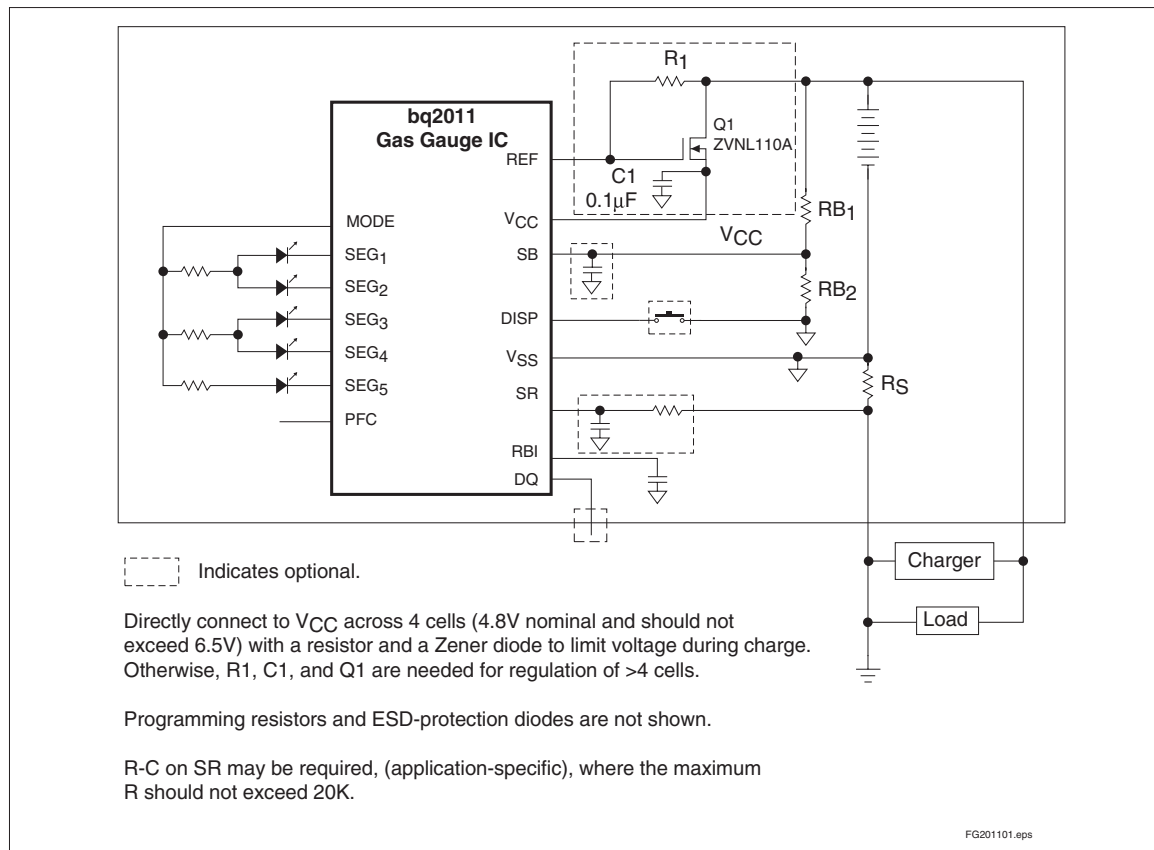 bq2011
Gas Gauge IC
R1
Q1
ZVNL110A
REF
C1
0.1µF
VCC
MODE
VCC
SEG1
SB
RB1
SEG2
RB2
SEG3
DISP
SEG4
VSS
SEG5
SR
RS
PFC
RBI
DQ
Charger
Load
Indicates optional.
Directly connect to VCC across 4 cells (4.8V nominal and should not
exceed 6.5V) with a resistor and a Zener diode to limit voltage during charge.
Otherwise, R1, C1, and Q1 are needed for regulation of >4 cells.
Programming resistors and ESD-protection diodes are not shown.
R-C on SR may be required, (application-specific), where the maximum
R should not exceed 20K.
FG201101.eps